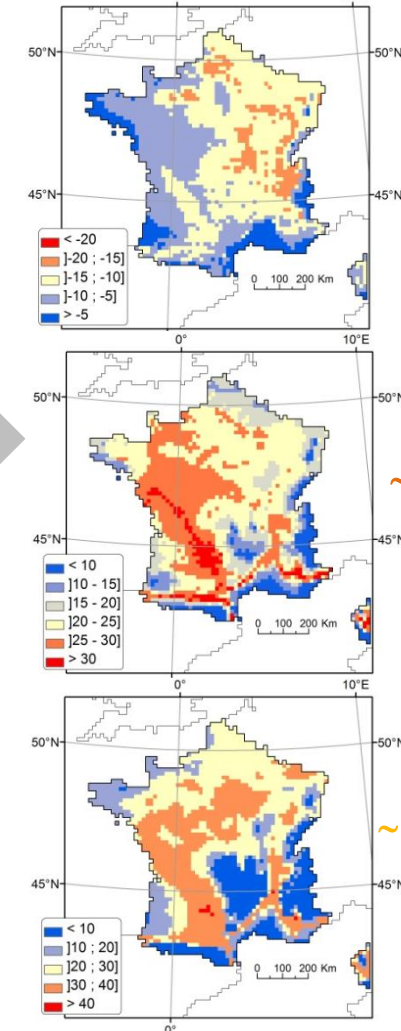 50°N
50°N
45°N
45°N
< -20
]-20 ; -15]
]-15 ; -10]
]-10 ; -5]
> -5
0 100 200 Km
0°
10°E
50°N
50°N
~
45°N
45°N
< 10
]10 - 15]
]15 - 20]
]20 - 25]
]25 - 30]
> 30
0 100 200 Km
0°
10°E
50°N
50°N
~
45°N
45°N
< 10
]10 ; 20]
]20 ; 30]
]30 ; 40]
> 40
0 100 200 Km
0°